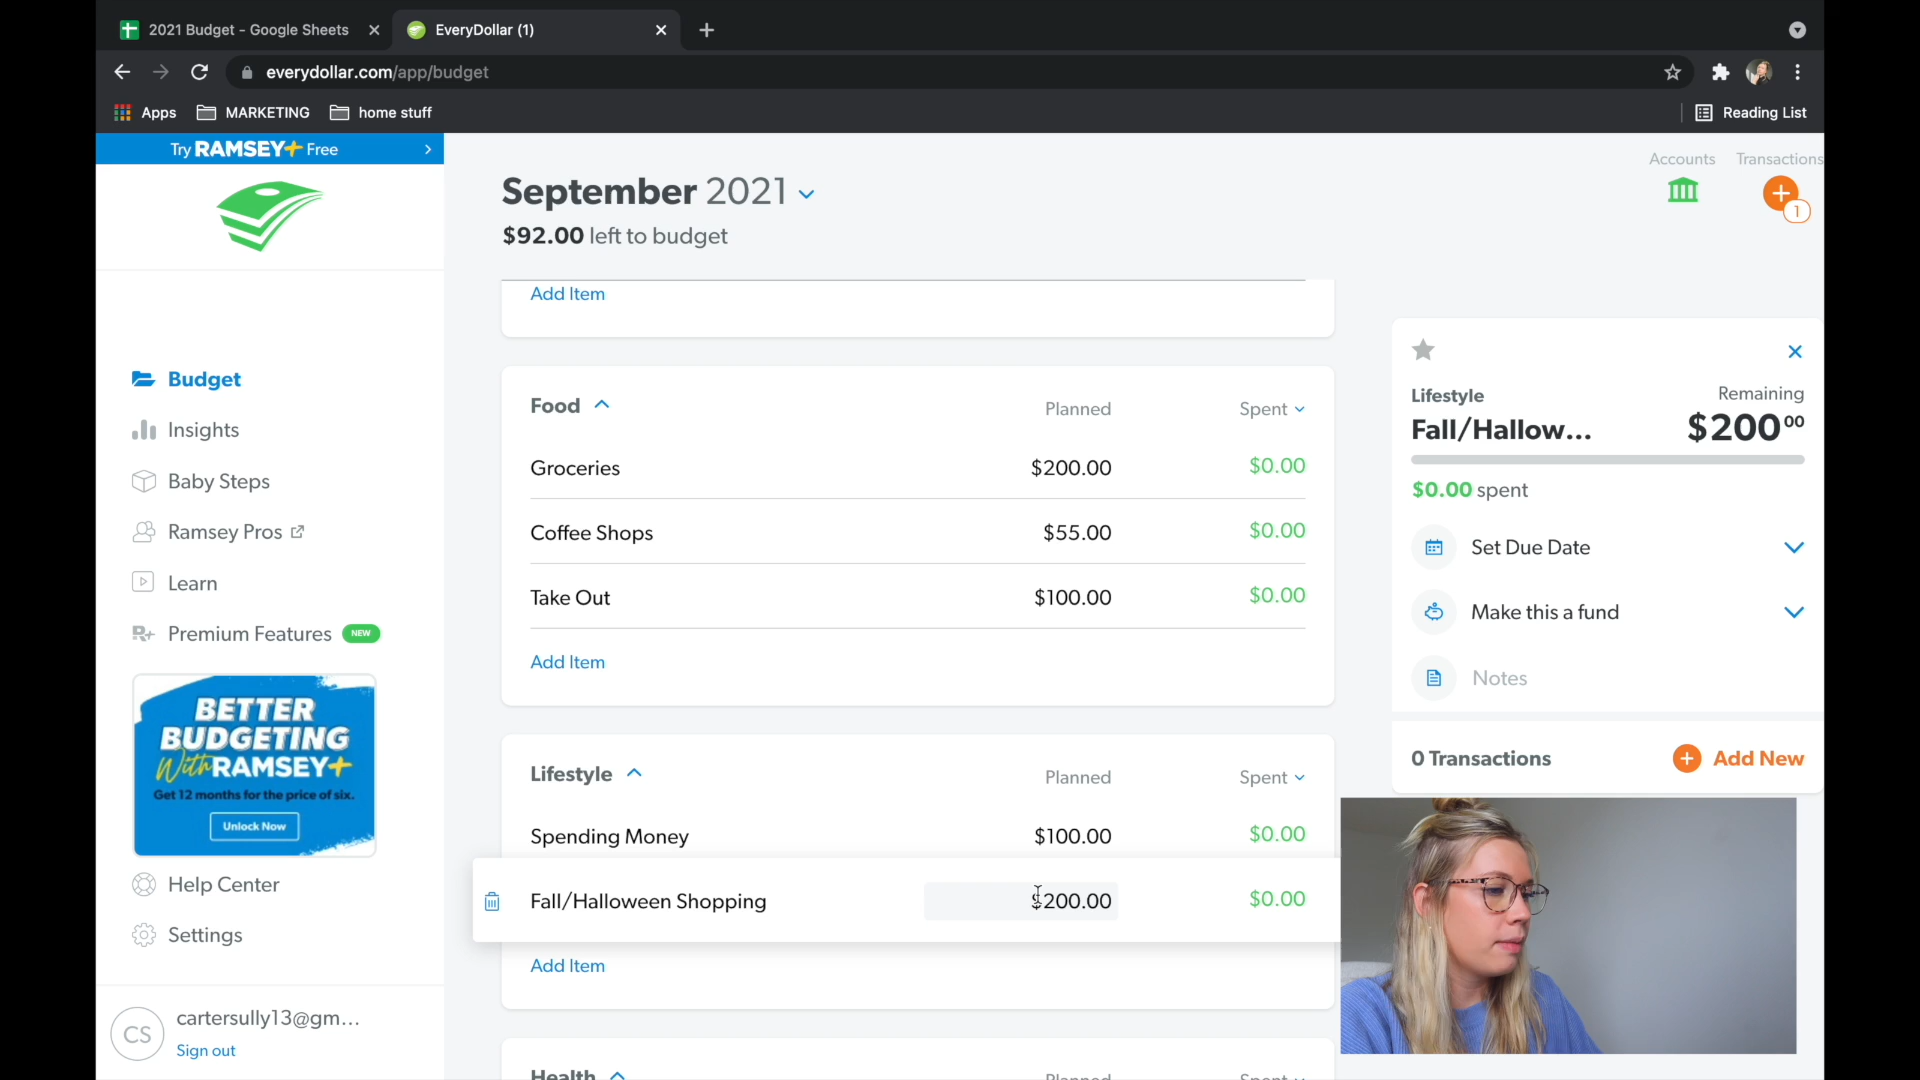 2021 Budget - Google Sheets
EveryDollar (1)
everydollar.com/app/budget
Apps
MARKETING
home stuff
Reading List
Try RAMSEY+ Free
September 2021
$92.00 left to budget
Accounts
Transactions
1
Add Item
Budget
Insights
Baby Steps
Ramsey Pros
Learn
Premium Features NEW
BETTER
BUDGETING
With RAMSEY+
Get 12 months for the price of six.
Unlock Now
Help Center
Settings
CS
cartersully13@gm...
Sign out
Food Planned Spent
Groceries $200.00 $0.00
Coffee Shops $55.00 $0.00
Take Out $100.00 $0.00
Add Item
Lifestyle Planned Spent
Spending Money $100.00 $0.00
Fall/Halloween Shopping $200.00 $0.00
Add Item
Health Planned Spent
Lifestyle Remaining
Fall/Hallow... $200 00
$0.00 spent
Set Due Date
Make this a fund
Notes
0 Transactions Add New